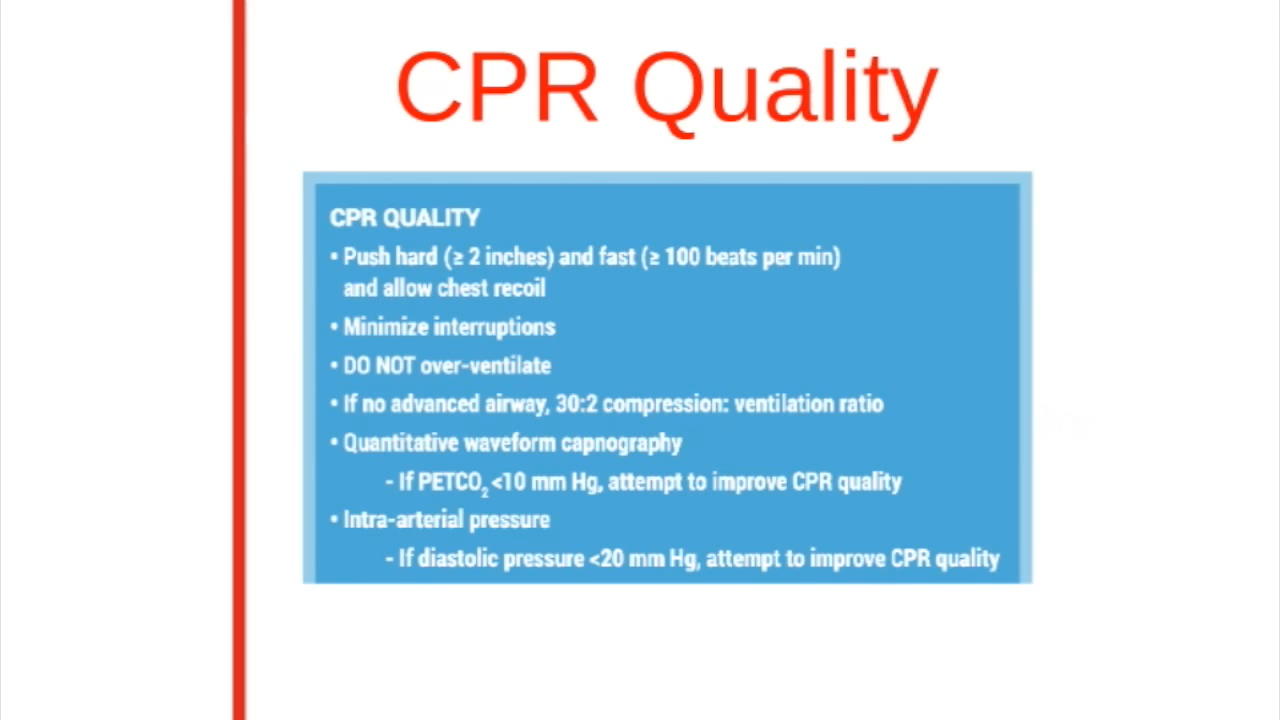 CPR Quality
CPR QUALITY
• Push hard (≥ 2 inches) and fast (≥ 100 beats per min)
and allow chest recoil
• Minimize interruptions
• DO NOT over-ventilate
• If no advanced airway, 30:2 compression: ventilation ratio
• Quantitative waveform capnography
- If PETCO₂ <10 mm Hg, attempt to improve CPR quality
• Intra-arterial pressure
- If diastolic pressure <20 mm Hg, attempt to improve CPR quality